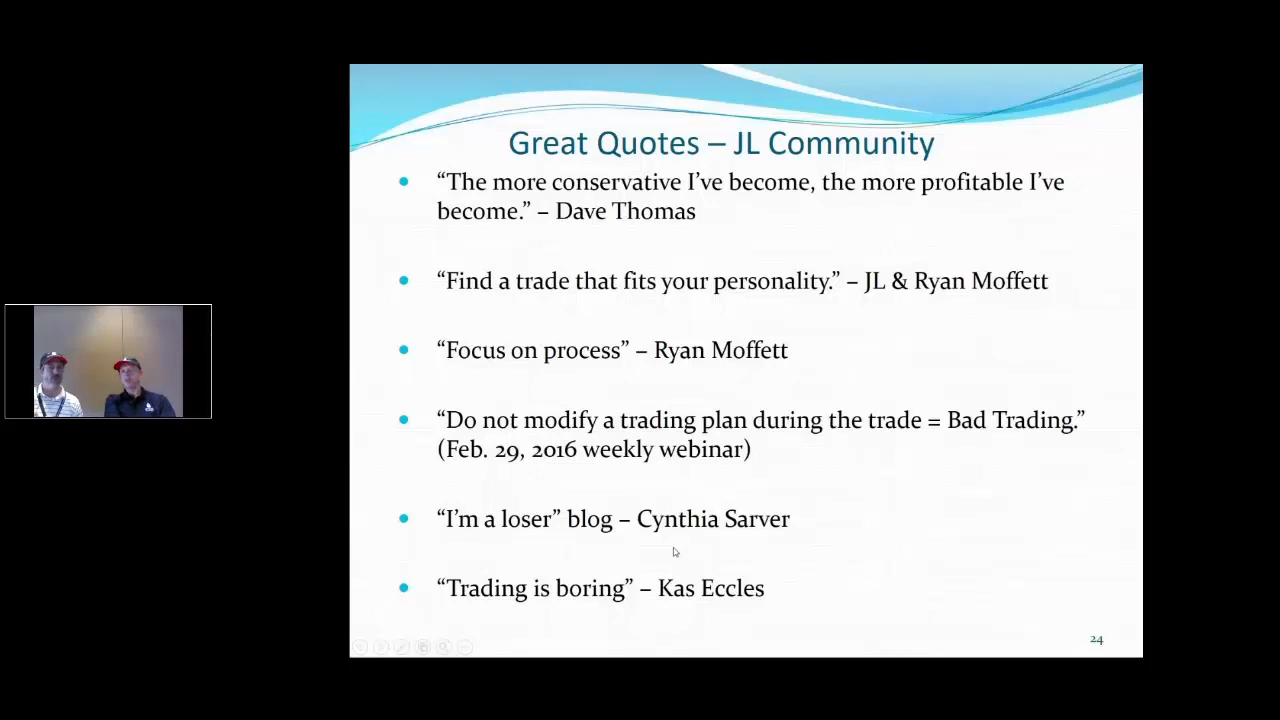 Great Quotes – JL Community
“The more conservative I’ve become, the more profitable I’ve
become.” – Dave Thomas
“Find a trade that fits your personality.” – JL & Ryan Moffett
“Focus on process” – Ryan Moffett
“Do not modify a trading plan during the trade = Bad Trading.”
(Feb. 29, 2016 weekly webinar)
“I’m a loser” blog – Cynthia Sarver
“Trading is boring” – Kas Eccles
24